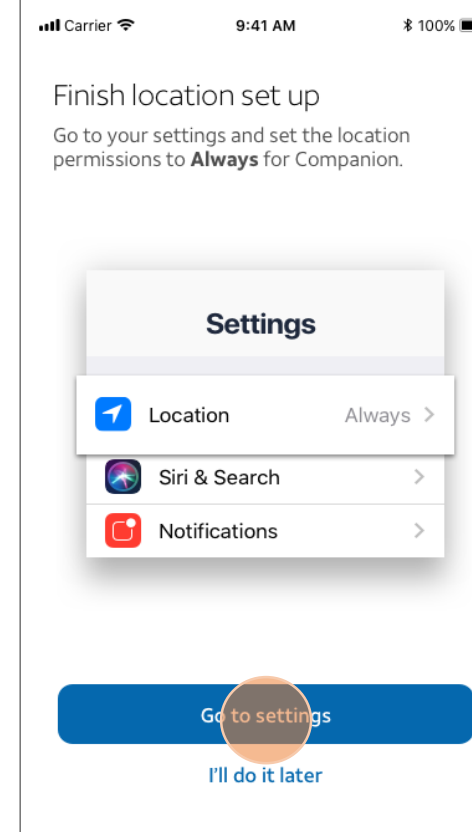 Carrier
9:41 AM
100%
Finish location set up
Go to your settings and set the location
permissions to Always for Companion.
Settings
Location Always
Siri & Search
Notifications
Go to settings
I'll do it later